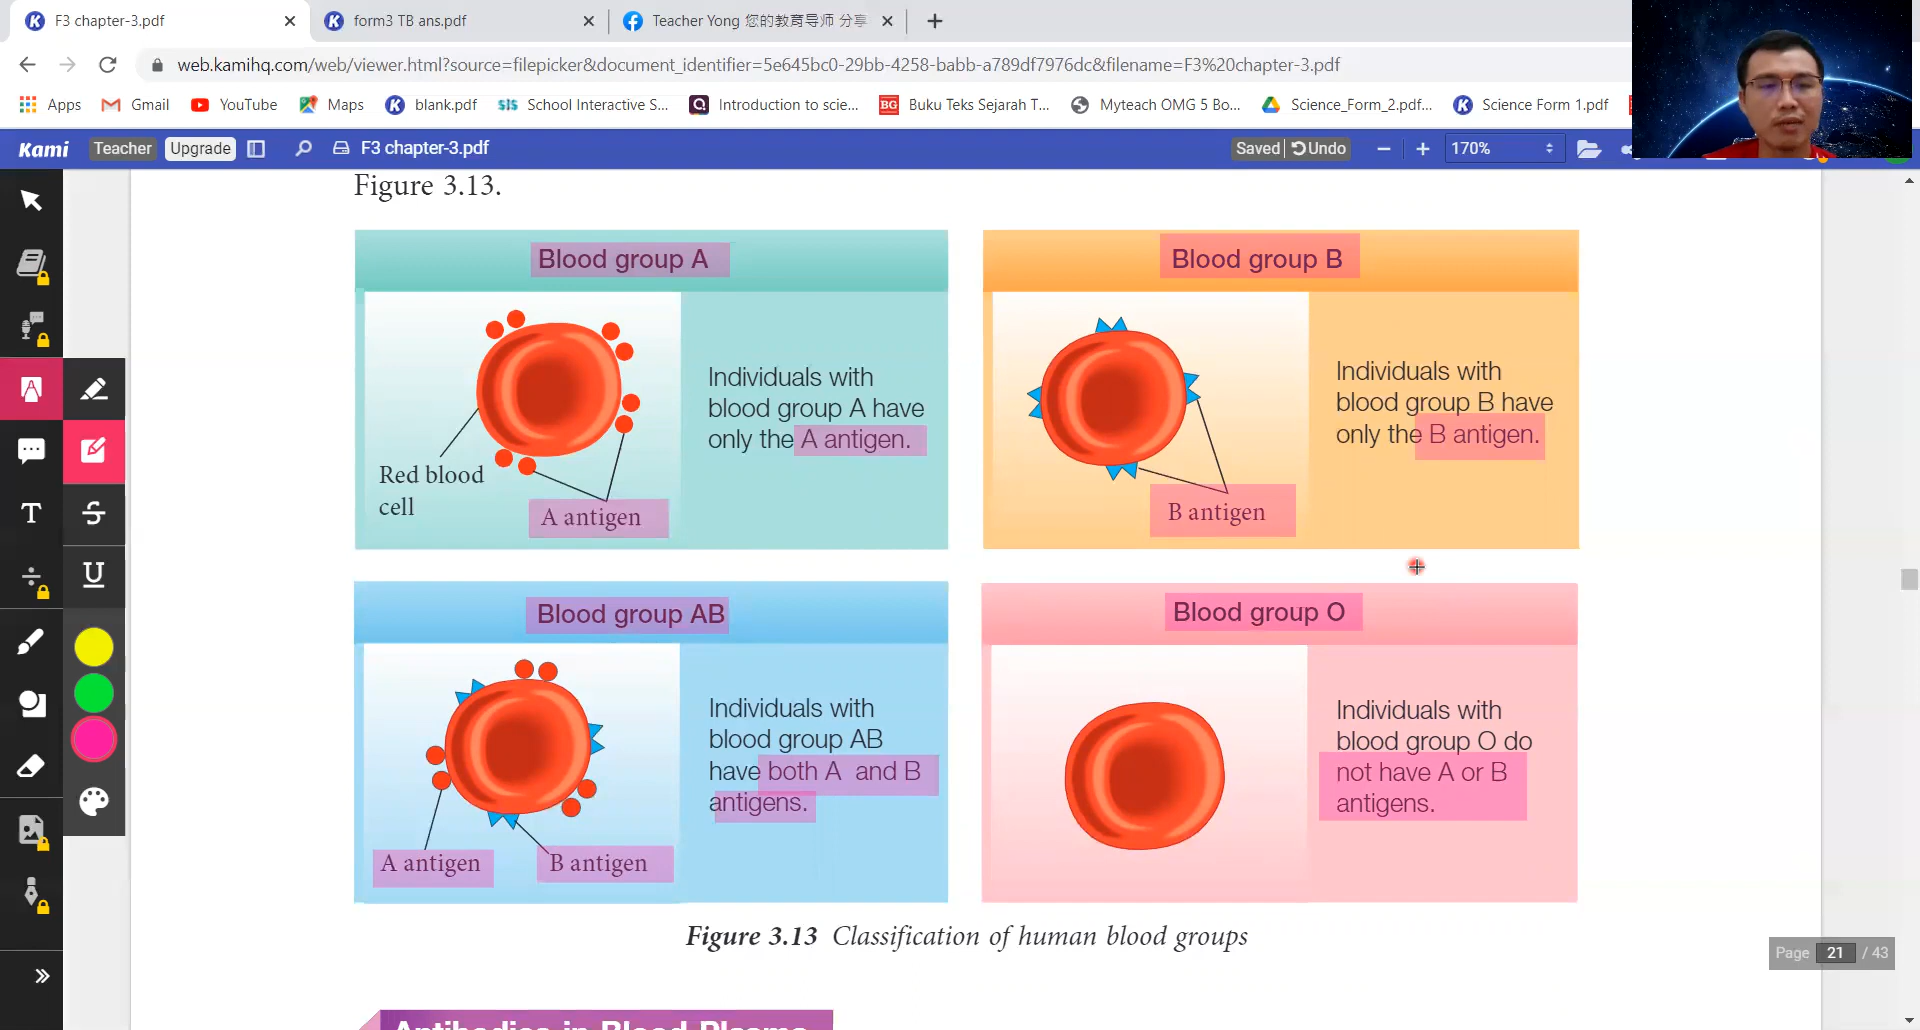 F3 chapter-3.pdf
form3 TB ans.pdf
Teacher Yong 您的教育导师 分享
web.kamihq.com/web/viewer.html?source=filepicker&document_identifier=5e645bc0-29bb-4258-babb-a789df7976dc&filename=F3%20chapter-3.pdf
Apps
Gmail
YouTube
Maps
blank.pdf
SIS School Interactive S...
Introduction to scie...
BG Buku Teks Sejarah T...
Myteach OMG 5 Bo...
Science_Form_2.pdf...
Science Form 1.pdf
Kami
Teacher
Upgrade
F3 chapter-3.pdf
Saved
Undo
170%
Figure 3.13.
Blood group A
Red blood
cell
A antigen
Individuals with
blood group A have
only the A antigen.
Blood group B
B antigen
Individuals with
blood group B have
only the B antigen.
Blood group AB
A antigen
B antigen
Individuals with
blood group AB
have both A and B
antigens.
Blood group O
Individuals with
blood group O do
not have A or B
antigens.
Figure 3.13 Classification of human blood groups
Page 21 / 43
Antibodies in Blood Plasma